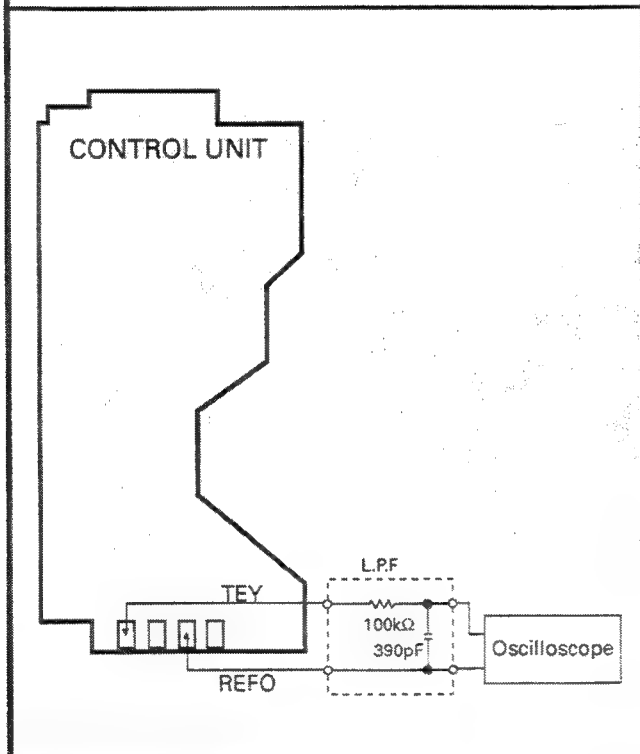 CONTROL UNIT
L.P.F
TEY
100kΩ
390pF
Oscilloscope
REFO